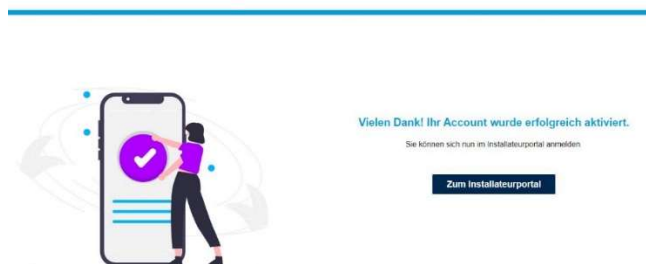 Vielen Dank! Ihr Account wurde erfolgreich aktiviert.
Sie können sich nun im Installateurportal anmelden
Zum Installateurportal